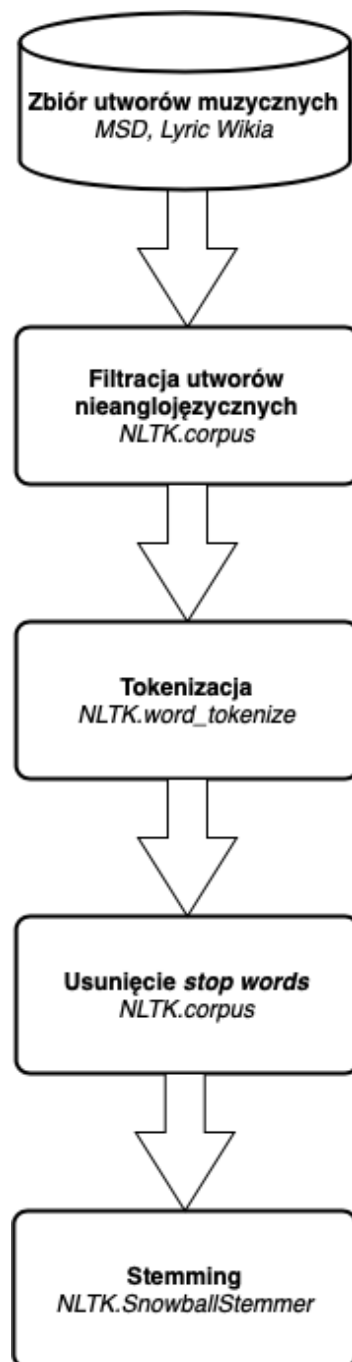 Zbiór utworów muzycznych
MSD, Lyric Wikia
Filtracja utworów
nieanglojęzycznych
NLTK.corpus
Tokenizacja
NLTK.word_tokenize
Usunięcie stop words
NLTK.corpus
Stemming
NLTK.SnowballStemmer